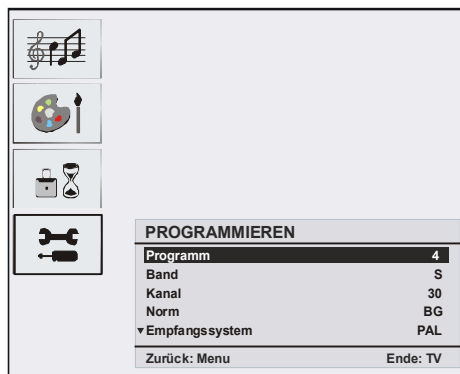 PROGRAMMIEREN
Programm 4
Band S
Kanal 30
Norm BG
▾Empfangssystem PAL
Zurück: Menu Ende: TV